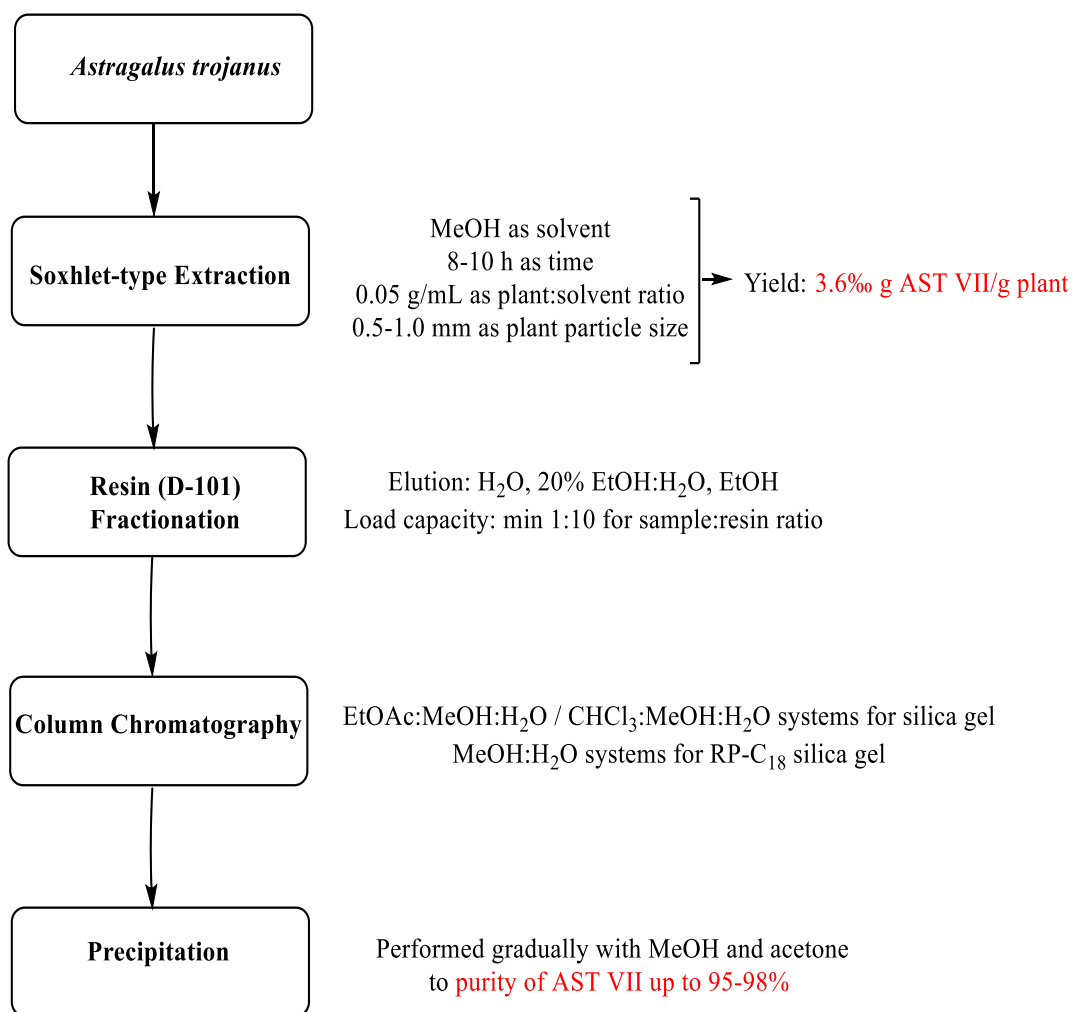 Astragalus trojanus
Soxhlet-type Extraction
MeOH as solvent
8-10 h as time
0.05 g/mL as plant:solvent ratio
0.5-1.0 mm as plant particle size
Yield: 3.6‰ g AST VII/g plant
Resin (D-101)
Fractionation
Elution: H₂O, 20% EtOH:H₂O, EtOH
Load capacity: min 1:10 for sample:resin ratio
Column Chromatography
EtOAc:MeOH:H₂O / CHCl₃:MeOH:H₂O systems for silica gel
MeOH:H₂O systems for RP-C₁₈ silica gel
Precipitation
Performed gradually with MeOH and acetone
to purity of AST VII up to 95-98%